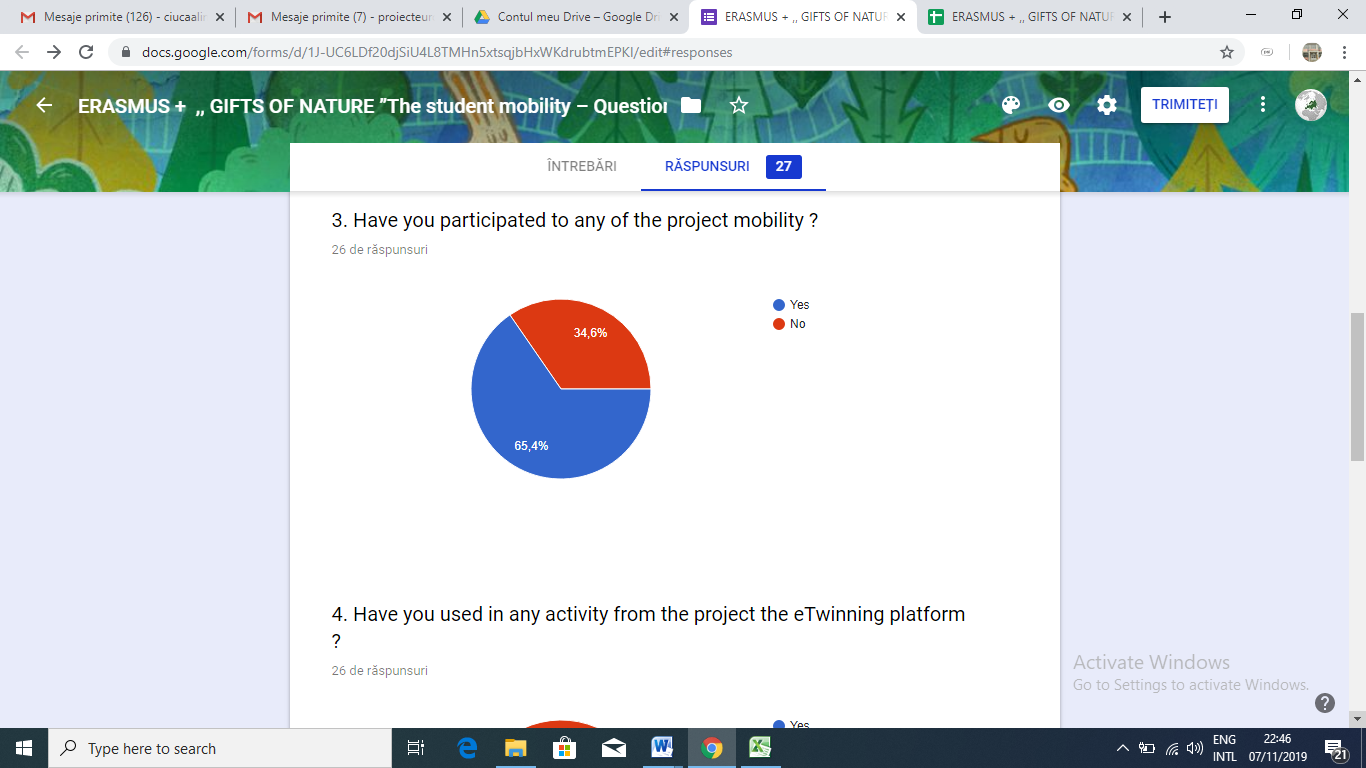 Mesaje primite (126) - ciucaalin
Mesaje primite (7) - proiecteur
Contul meu Drive – Google Dri
ERASMUS + ,, GIFTS OF NATUR
ERASMUS + ,, GIFTS OF NATUR
docs.google.com/forms/d/1J-UC6LDf20djSiU4L8TMHn5xtsqjbHxWKdrubtmEPKI/edit#responses
ERASMUS + ,, GIFTS OF NATURE ”The student mobility – Question
TRIMITEȚI
ÎNTREBĂRI
RĂSPUNSURI 27
3. Have you participated to any of the project mobility ?
26 de răspunsuri
Yes
No
34,6%
65,4%
4. Have you used in any activity from the project the eTwinning platform
?
26 de răspunsuri
Yes
Activate Windows
Go to Settings to activate Windows.
Type here to search
ENG
INTL
22:46
07/11/2019
21